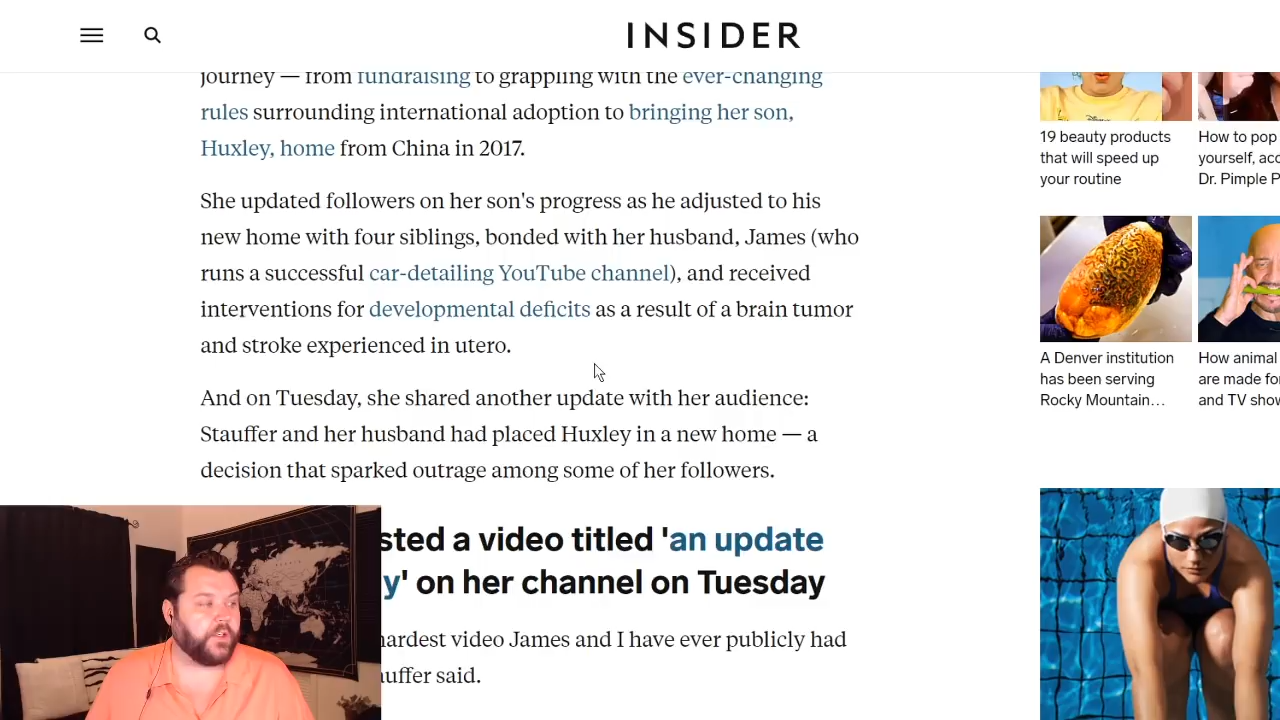 INSIDER
journey — from fundraising to grappling with the ever-changing
rules surrounding international adoption to bringing her son,
Huxley, home from China in 2017.
She updated followers on her son's progress as he adjusted to his
new home with four siblings, bonded with her husband, James (who
runs a successful car-detailing YouTube channel), and received
interventions for developmental deficits as a result of a brain tumor
and stroke experienced in utero.
And on Tuesday, she shared another update with her audience:
Stauffer and her husband had placed Huxley in a new home — a
decision that sparked outrage among some of her followers.
sted a video titled 'an update
y' on her channel on Tuesday
hardest video James and I have ever publicly had
uffer said.
19 beauty products
that will speed up
your routine
How to pop
yourself, acc
Dr. Pimple P
A Denver institution
has been serving
Rocky Mountain...
How animal
are made fo
and TV show